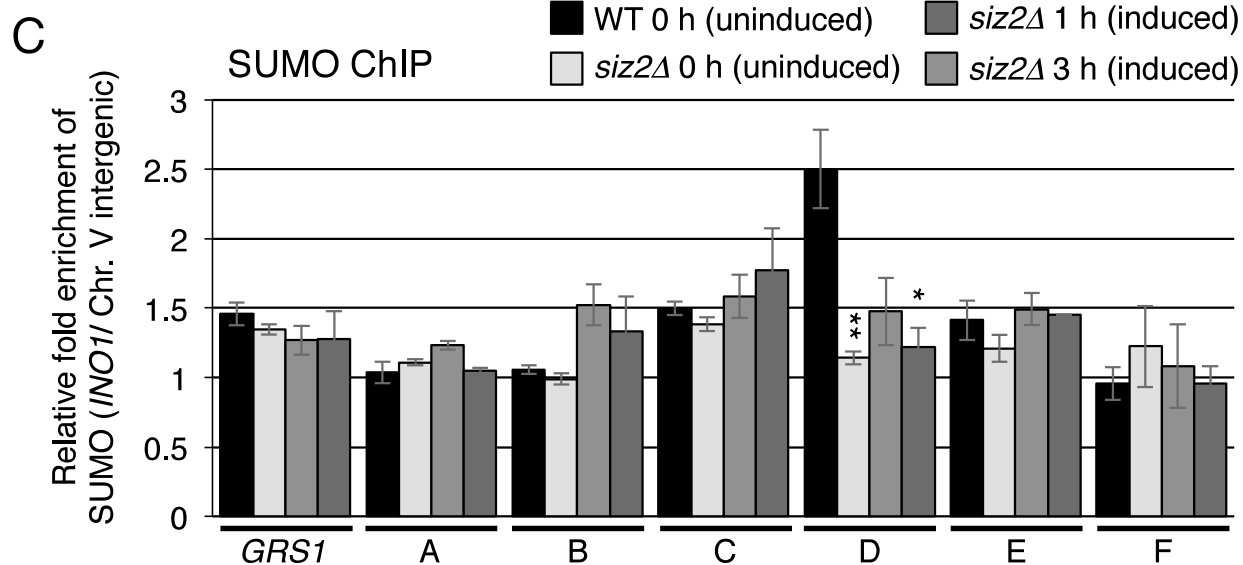 C
SUMO ChIP
WT 0 h (uninduced)
siz2Δ 0 h (uninduced)
siz2Δ 1 h (induced)
siz2Δ 3 h (induced)
Relative fold enrichment of
SUMO (INO1/ Chr. V intergenic)
3
2.5
2
1.5
1
0.5
0
**
*
GRS1 A B C D E F